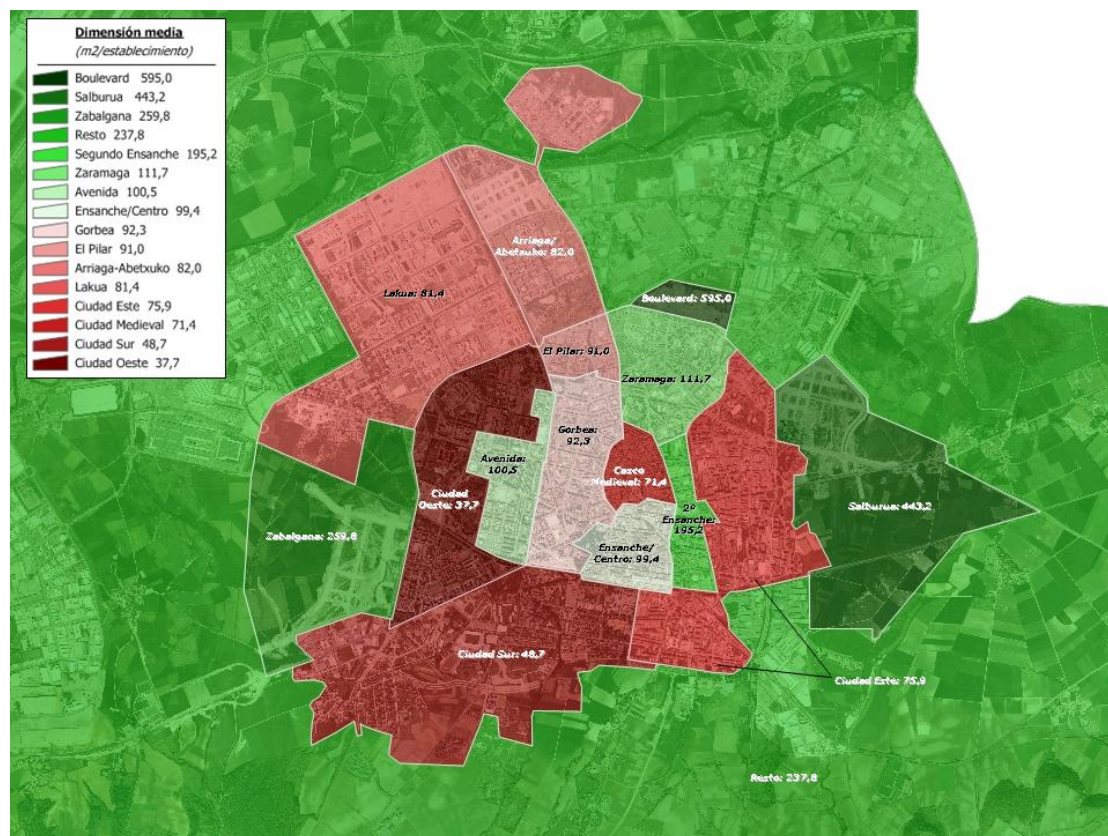 Dimensión media
(m2/establecimiento)
Boulevard 595,0
Salburua 443,2
Zabalgana 259,8
Resto 237,8
Segundo Ensanche 195,2
Zaramaga 111,7
Avenida 100,5
Ensanche/Centro 99,4
Gorbea 92,3
El Pilar 91,0
Arriaga-Abetxuko 82,0
Lakua 81,4
Ciudad Este 75,9
Ciudad Medieval 71,4
Ciudad Sur 48,7
Ciudad Oeste 37,7
Arriaga/
Abetxuko: 82,0
Lakua: 81,4
Boulevard: 595,0
El Pilar: 91,0
Zaramaga: 111,7
Gorbea:
92,3
Avenida:
100,5
Casco
Medieval: 71,4
Ciudad
Oeste: 37,7
2º
Ensanche:
195,2
Salburua: 443,2
Zabalgana: 259,8
Ensanche/
Centro: 99,4
Ciudad Sur: 48,7
Ciudad Este: 75,9
Resto: 237,8